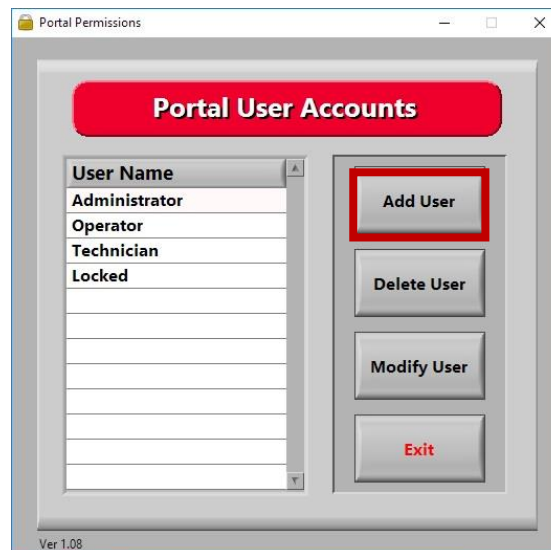 Portal Permissions
Portal User Accounts
User Name
Administrator
Operator
Technician
Locked
Add User
Delete User
Modify User
Exit
Ver 1.08